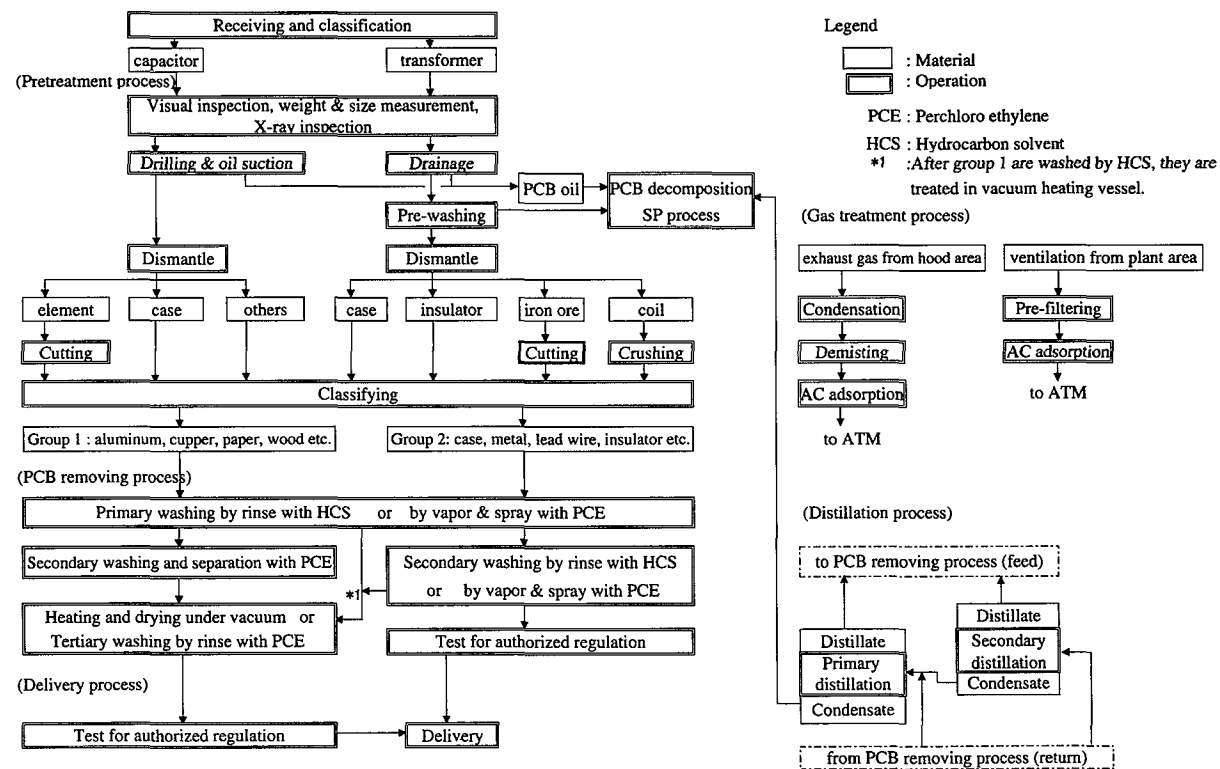 Receiving and classification
capacitor
transformer
(Pretreatment process)
Visual inspection, weight & size measurement,
X-ray inspection
Drilling & oil suction
Drainage
PCB oil
PCB decomposition
SP process
Pre-washing
Dismantle
Dismantle
element
case
others
case
insulator
iron ore
coil
Cutting
Cutting
Crushing
Classifying
Group 1 : aluminum, cupper, paper, wood etc.
Group 2: case, metal, lead wire, insulator etc.
(PCB removing process)
Primary washing by rinse with HCS or by vapor & spray with PCE
Secondary washing and separation with PCE
Secondary washing by rinse with HCS
or by vapor & spray with PCE
*1
Heating and drying under vacuum or
Tertiary washing by rinse with PCE
Test for authorized regulation
(Delivery process)
Test for authorized regulation
Delivery
Legend
: Material
: Operation
PCE : Perchloro ethylene
HCS : Hydrocarbon solvent
*1 :After group 1 are washed by HCS, they are
treated in vacuum heating vessel.
(Gas treatment process)
exhaust gas from hood area
ventilation from plant area
Condensation
Pre-filtering
Demisting
AC adsorption
AC adsorption
to ATM
to ATM
(Distillation process)
to PCB removing process (feed)
Distillate
Secondary
distillation
Condensate
Distillate
Primary
distillation
Condensate
from PCB removing process (return)